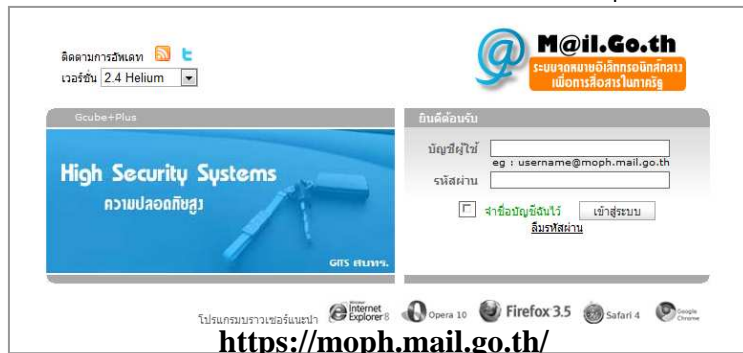 M@il.Go.th
ระบบจดหมายอิเล็กทรอนิกส์กลาง
เพื่อการสื่อสารในภาครัฐ
ติดตามการอัพเดท
เวอร์ชั่น 2.4 Helium
Gcube+Plus
High Security Systems
ความปลอดภัยสูง
GITS สบทร.
ยินดีต้อนรับ
บัญชีผู้ใช้
eg : username@moph.mail.go.th
รหัสผ่าน
จำชื่อบัญชีฉันไว้ เข้าสู่ระบบ
ลืมรหัสผ่าน
โปรแกรมบราวเซอร์แนะนำ Windows Internet Explorer 8 Opera 10 Firefox 3.5 Safari 4 Google Chrome
https://moph.mail.go.th/